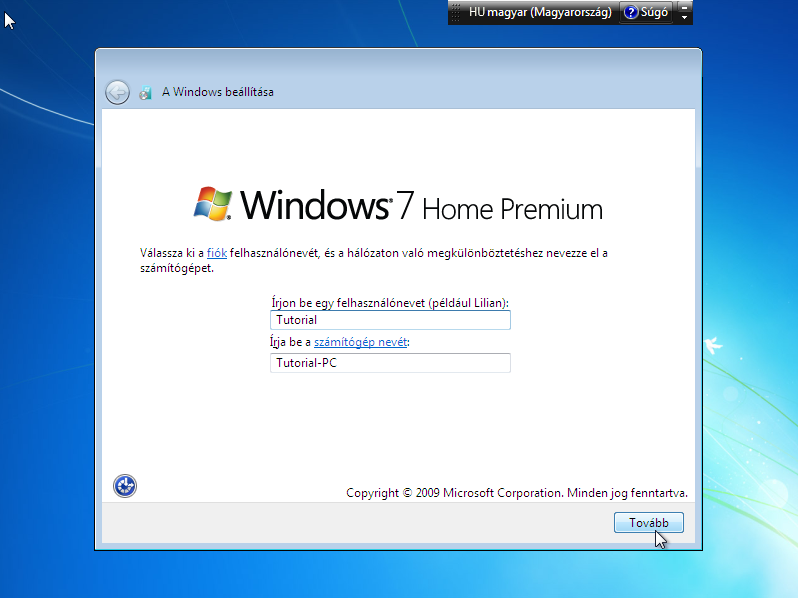 HU magyar (Magyarország) ? Súgó
A Windows beállítása
Windows® 7 Home Premium
Válassza ki a fiók felhasználónevét, és a hálózaton való megkülönböztetéshez nevezze el a
számítógépet.
Írjon be egy felhasználónevet (például Lilian):
Tutorial
Írja be a számítógép nevét:
Tutorial-PC
Copyright © 2009 Microsoft Corporation. Minden jog fenntartva.
Tovább